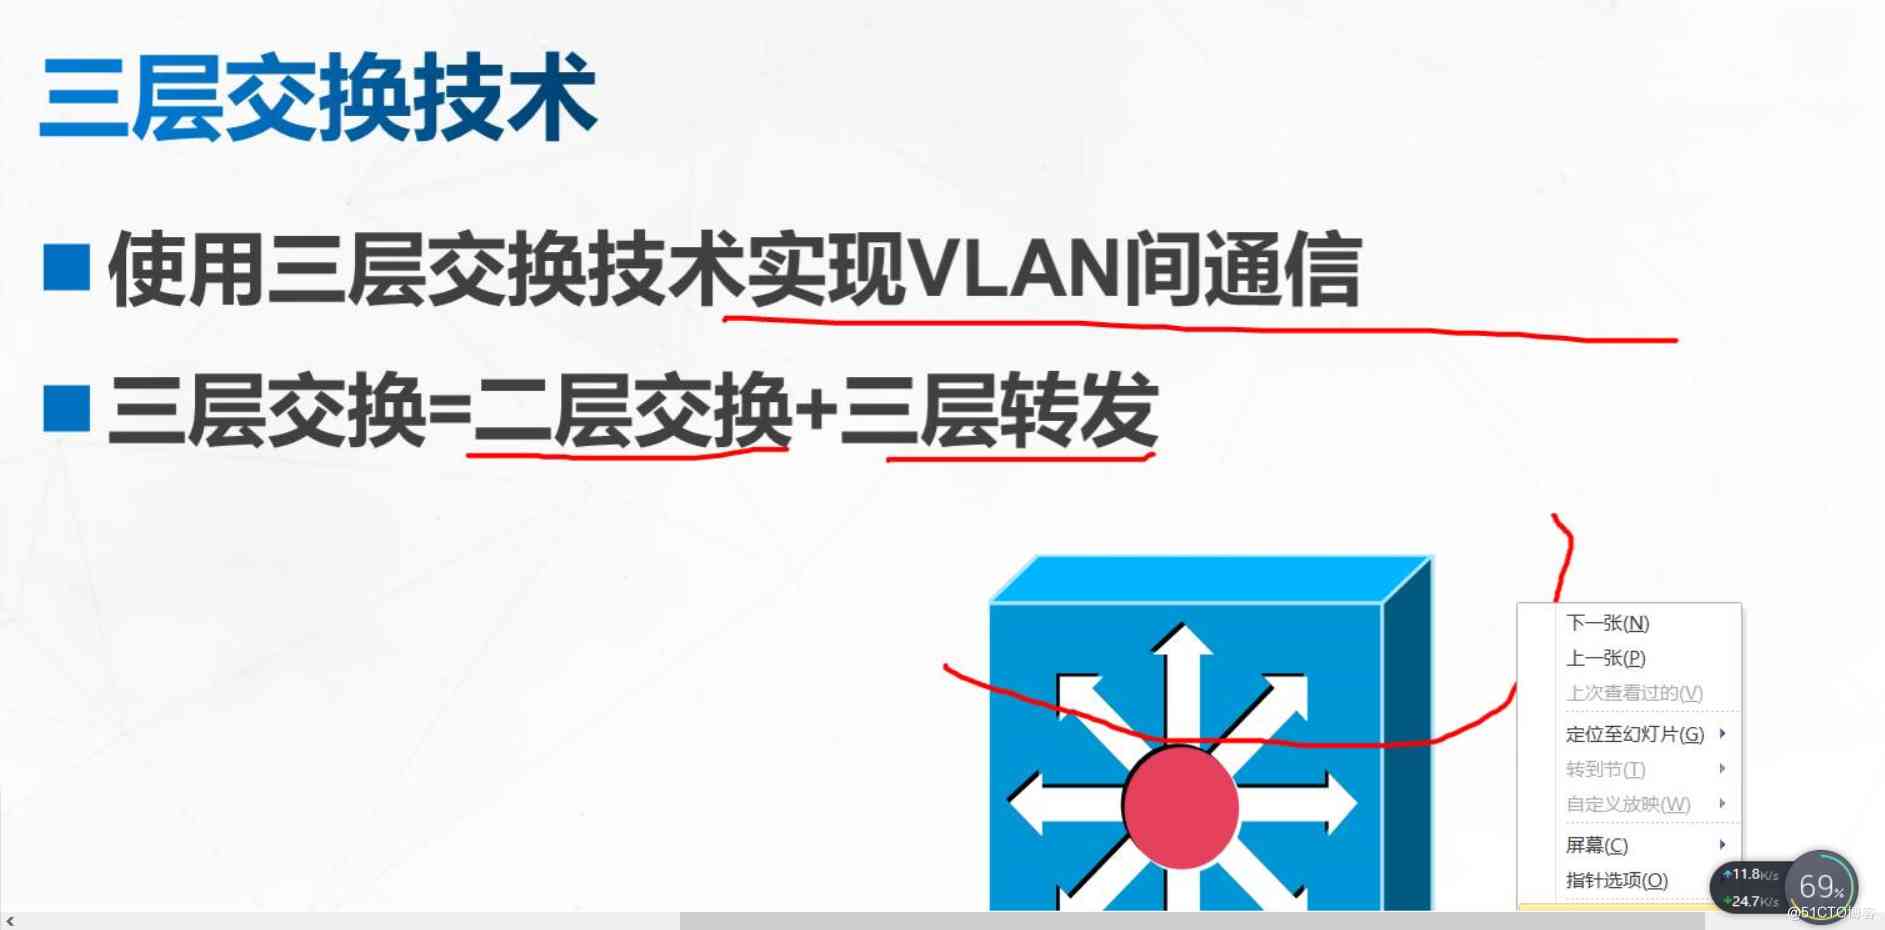 三层交换技术
使用三层交换技术实现VLAN间通信
三层交换=二层交换+三层转发
下一张(N)
上一张(P)
上次查看过的(V)
定位至幻灯片(G)
转到节(T)
自定义放映(W)
屏幕(C)
指针选项(O)
11.8K/s
24.7K/s
69%
@51CTO博客